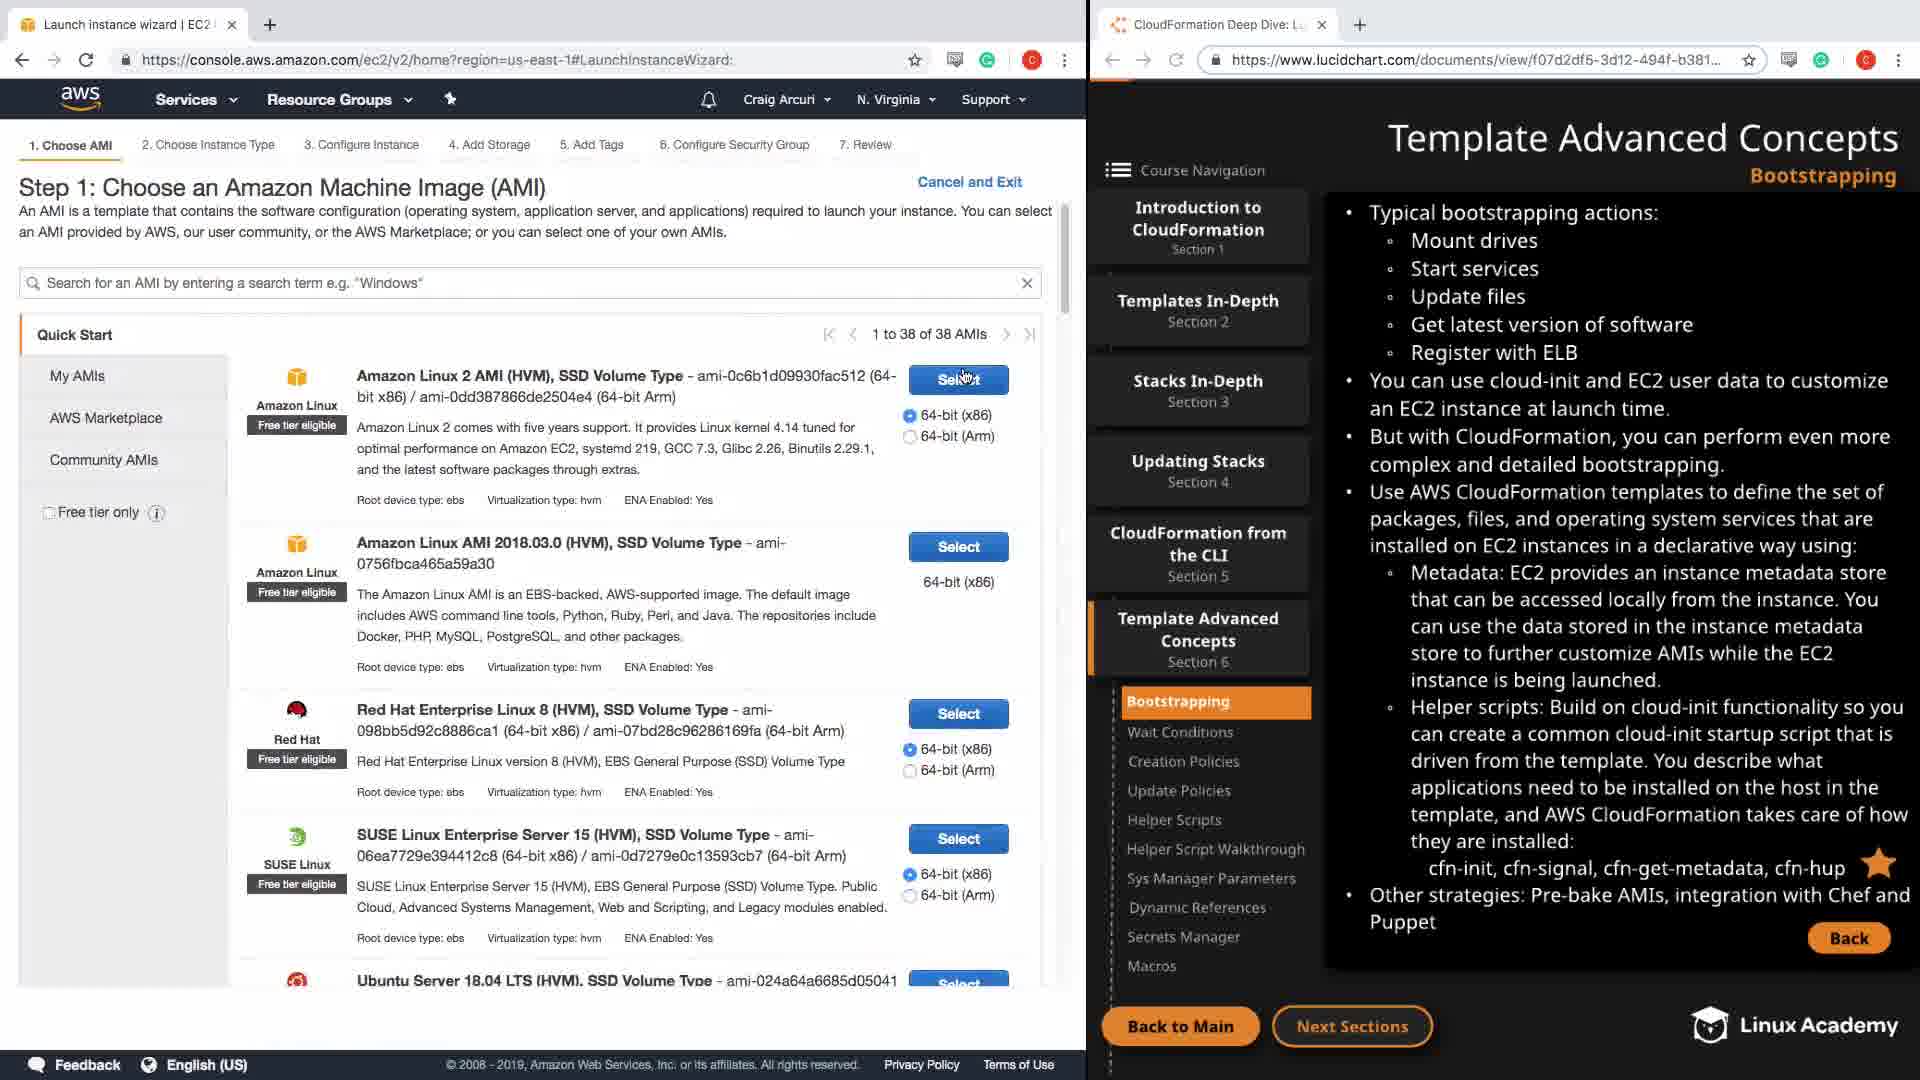 Launch instance wizard | EC2
https://console.aws.amazon.com/ec2/v2/home?region=us-east-1#LaunchInstanceWizard:
aws
Services
Resource Groups
Craig Arcuri
N. Virginia
Support
1. Choose AMI
2. Choose Instance Type
3. Configure Instance
4. Add Storage
5. Add Tags
6. Configure Security Group
7. Review
Step 1: Choose an Amazon Machine Image (AMI)
Cancel and Exit
An AMI is a template that contains the software configuration (operating system, application server, and applications) required to launch your instance. You can select
an AMI provided by AWS, our user community, or the AWS Marketplace; or you can select one of your own AMIs.
Search for an AMI by entering a search term e.g. "Windows"
Quick Start
My AMIs
AWS Marketplace
Community AMIs
Free tier only
1 to 38 of 38 AMIs
Amazon Linux
Free tier eligible
Amazon Linux 2 AMI (HVM), SSD Volume Type - ami-0c6b1d09930fac512 (64-
bit x86) / ami-0dd387866de2504e4 (64-bit Arm)
Amazon Linux 2 comes with five years support. It provides Linux kernel 4.14 tuned for
optimal performance on Amazon EC2, systemd 219, GCC 7.3, Glibc 2.26, Binutils 2.29.1,
and the latest software packages through extras.
Root device type: ebs Virtualization type: hvm ENA Enabled: Yes
Select
64-bit (x86)
64-bit (Arm)
Amazon Linux
Free tier eligible
Amazon Linux AMI 2018.03.0 (HVM), SSD Volume Type - ami-
0756fbca465a59a30
The Amazon Linux AMI is an EBS-backed, AWS-supported image. The default image
includes AWS command line tools, Python, Ruby, Perl, and Java. The repositories include
Docker, PHP, MySQL, PostgreSQL, and other packages.
Root device type: ebs Virtualization type: hvm ENA Enabled: Yes
Select
64-bit (x86)
Red Hat
Free tier eligible
Red Hat Enterprise Linux 8 (HVM), SSD Volume Type - ami-
098bb5d92c8886ca1 (64-bit x86) / ami-07bd28c96286169fa (64-bit Arm)
Red Hat Enterprise Linux version 8 (HVM), EBS General Purpose (SSD) Volume Type
Root device type: ebs Virtualization type: hvm ENA Enabled: Yes
Select
64-bit (x86)
64-bit (Arm)
SUSE Linux
Free tier eligible
SUSE Linux Enterprise Server 15 (HVM), SSD Volume Type - ami-
06ea7729e394412c8 (64-bit x86) / ami-0d7279e0c13593cb7 (64-bit Arm)
SUSE Linux Enterprise Server 15 (HVM), EBS General Purpose (SSD) Volume Type. Public
Cloud, Advanced Systems Management, Web and Scripting, and Legacy modules enabled.
Root device type: ebs Virtualization type: hvm ENA Enabled: Yes
Select
64-bit (x86)
64-bit (Arm)
Ubuntu Server 18.04 LTS (HVM), SSD Volume Type - ami-024a64a6685d05041
Select
Feedback
English (US)
© 2008 - 2019, Amazon Web Services, Inc. or its affiliates. All rights reserved.
Privacy Policy
Terms of Use
CloudFormation Deep Dive: Lu
https://www.lucidchart.com/documents/view/f07d2df6-3d12-494f-b381...
Template Advanced Concepts
Bootstrapping
Course Navigation
Introduction to
CloudFormation
Section 1
Templates In-Depth
Section 2
Stacks In-Depth
Section 3
Updating Stacks
Section 4
CloudFormation from
the CLI
Section 5
Template Advanced
Concepts
Section 6
Bootstrapping
Wait Conditions
Creation Policies
Update Policies
Helper Scripts
Helper Script Walkthrough
Sys Manager Parameters
Dynamic References
Secrets Manager
Macros
• Typical bootstrapping actions:
◦ Mount drives
◦ Start services
◦ Update files
◦ Get latest version of software
◦ Register with ELB
• You can use cloud-init and EC2 user data to customize
an EC2 instance at launch time.
• But with CloudFormation, you can perform even more
complex and detailed bootstrapping.
• Use AWS CloudFormation templates to define the set of
packages, files, and operating system services that are
installed on EC2 instances in a declarative way using:
◦ Metadata: EC2 provides an instance metadata store
that can be accessed locally from the instance. You
can use the data stored in the instance metadata
store to further customize AMIs while the EC2
instance is being launched.
◦ Helper scripts: Build on cloud-init functionality so you
can create a common cloud-init startup script that is
driven from the template. You describe what
applications need to be installed on the host in the
template, and AWS CloudFormation takes care of how
they are installed:
cfn-init, cfn-signal, cfn-get-metadata, cfn-hup
• Other strategies: Pre-bake AMIs, integration with Chef and
Puppet
Back
Back to Main
Next Sections
Linux Academy